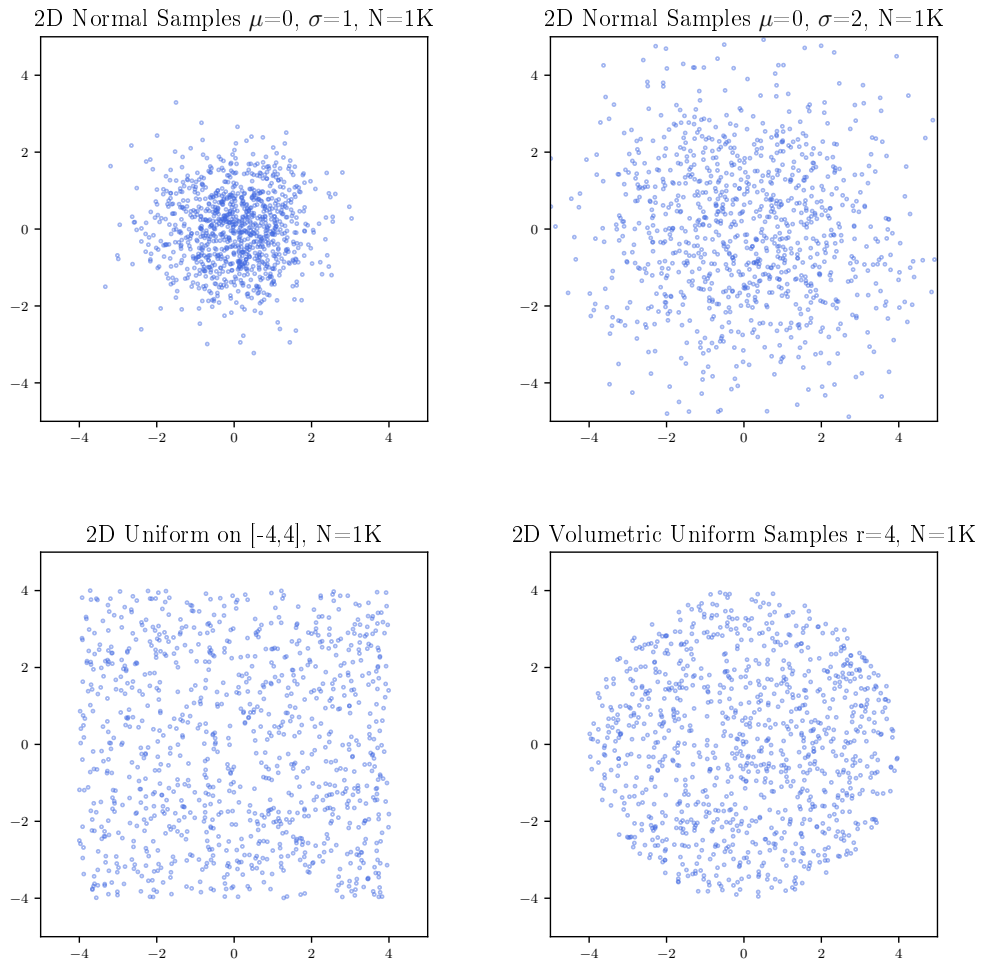 2D Normal Samples μ=0, σ=1, N=1K
4
2
0
−2
−4
−4 −2 0 2 4
2D Normal Samples μ=0, σ=2, N=1K
4
2
0
−2
−4
−4 −2 0 2 4
2D Uniform on [-4,4], N=1K
4
2
0
−2
−4
−4 −2 0 2 4
2D Volumetric Uniform Samples r=4, N=1K
4
2
0
−2
−4
−4 −2 0 2 4